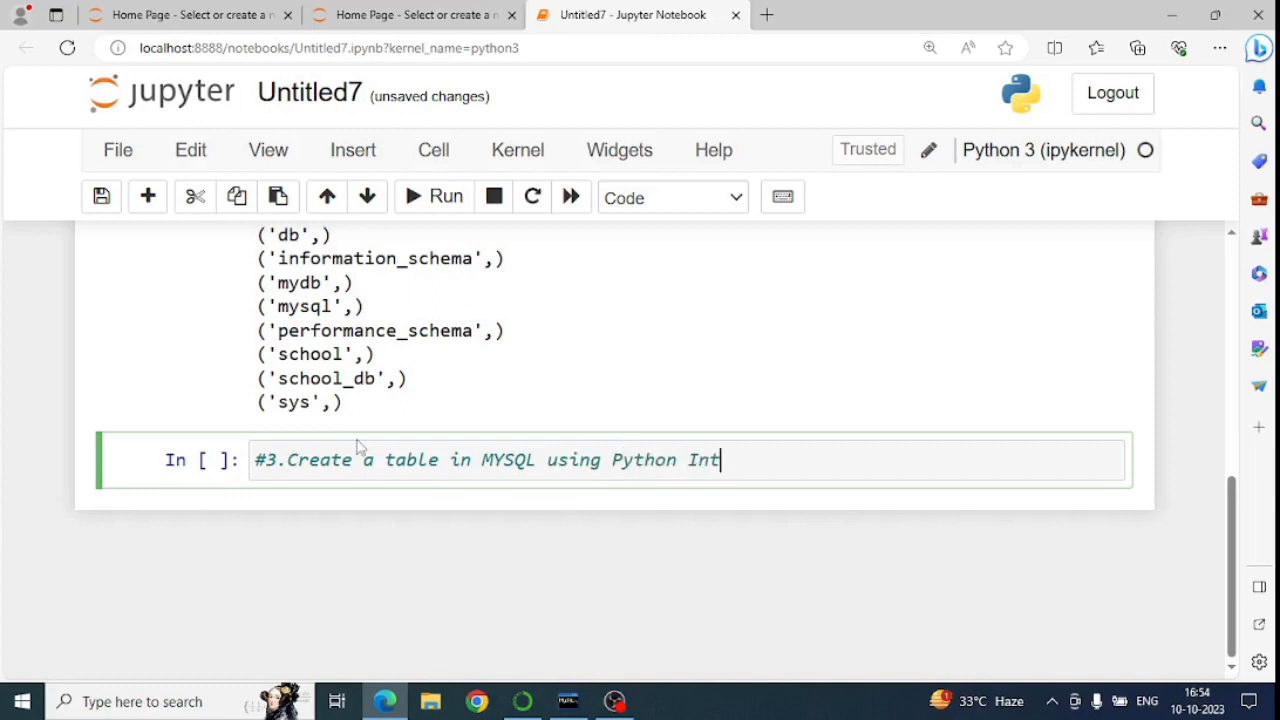 Home Page - Select or create a n
Home Page - Select or create a n
Untitled7 - Jupyter Notebook
localhost:8888/notebooks/Untitled7.ipynb?kernel_name=python3
jupyter Untitled7 (unsaved changes)
Logout
File Edit View Insert Cell Kernel Widgets Help Trusted Python 3 (ipykernel)
Run Code
('db',)
('information_schema',)
('mydb',)
('mysql',)
('performance_schema',)
('school',)
('school_db',)
('sys',)
In [ ]: #3.Create a table in MYSQL using Python Int
Type here to search
33°C Haze
ENG
16:54
10-10-2023